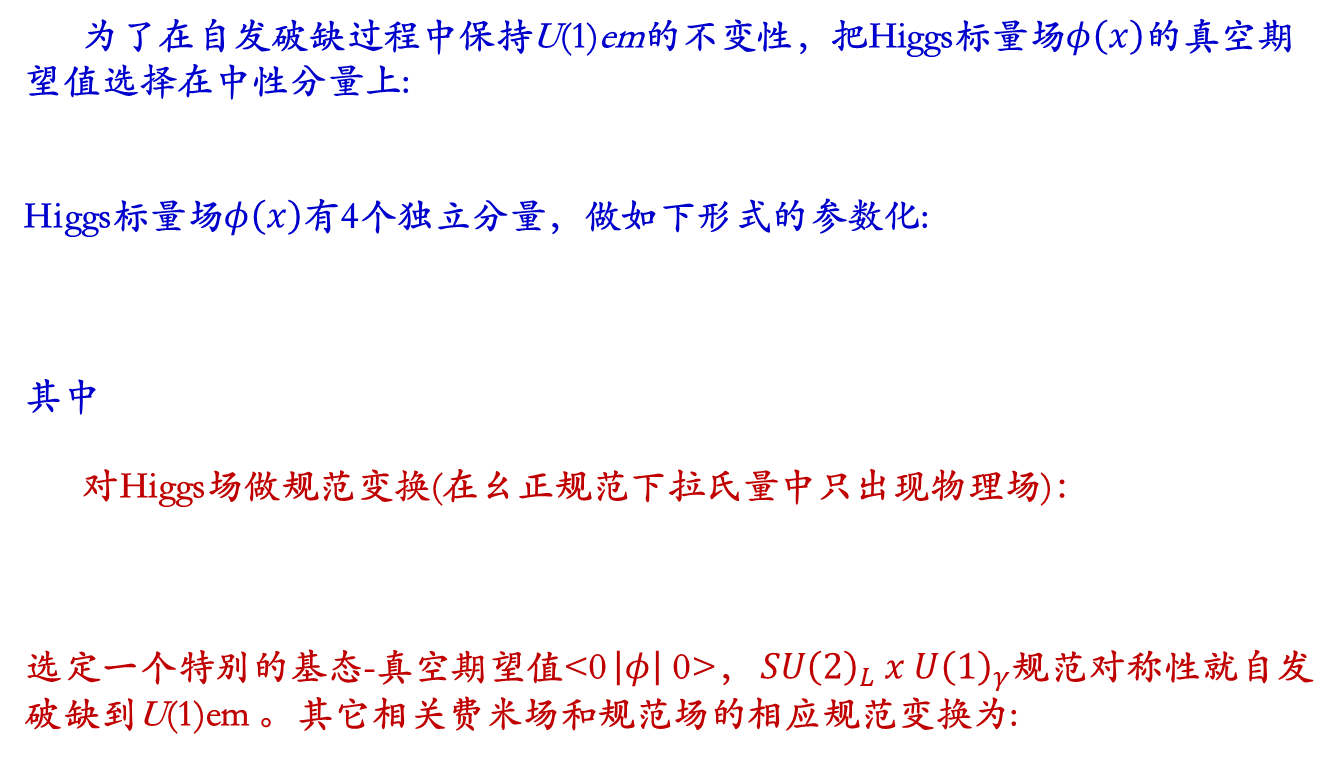 为了在自发破缺过程中保持U(1)em的不变性，把Higgs标量场ϕ(x)的真空期
望值选择在中性分量上:
Higgs标量场ϕ(x)有4个独立分量，做如下形式的参数化:
其中
对Higgs场做规范变换(在幺正规范下拉氏量中只出现物理场)：
选定一个特别的基态-真空期望值<0|ϕ| 0>，SU(2)_L x U(1)_γ规范对称性就自发
破缺到U(1)em 。其它相关费米场和规范场的相应规范变换为: